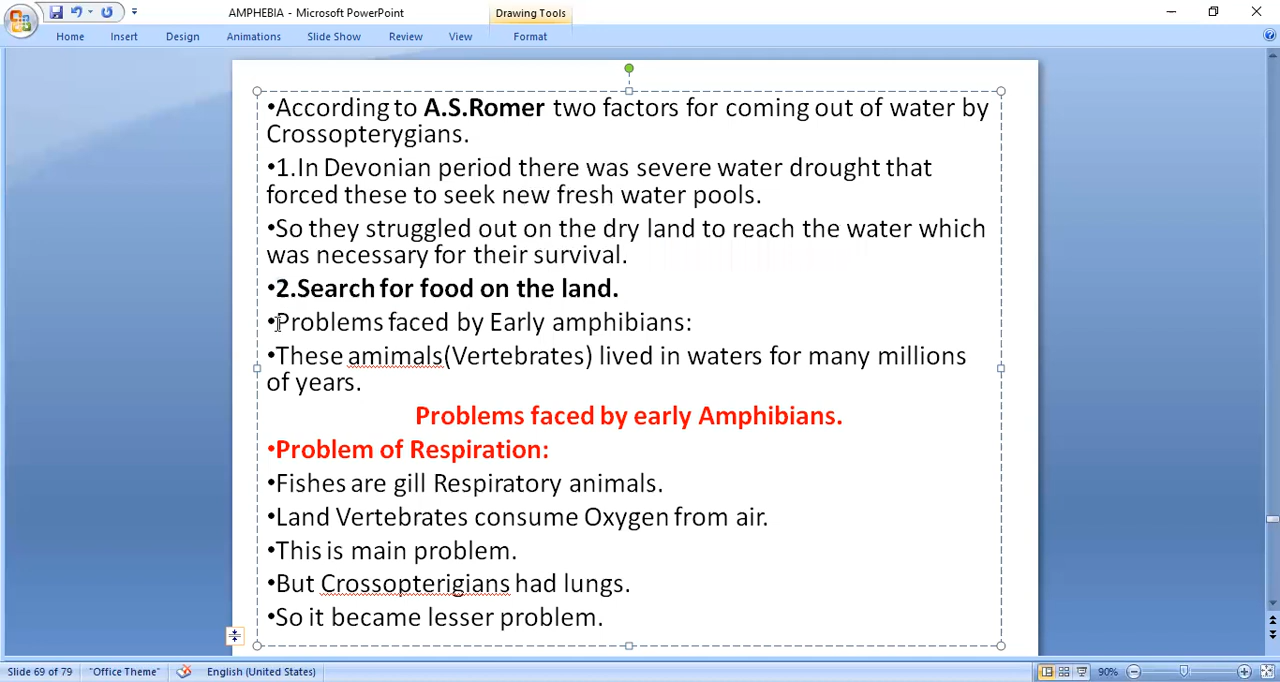 AMPHEBIA - Microsoft PowerPoint
Drawing Tools
Home Insert Design Animations Slide Show Review View Format
•According to A.S.Romer two factors for coming out of water by
Crossopterygians.
•1.In Devonian period there was severe water drought that
forced these to seek new fresh water pools.
•So they struggled out on the dry land to reach the water which
was necessary for their survival.
•2.Search for food on the land.
•Problems faced by Early amphibians:
•These amimals(Vertebrates) lived in waters for many millions
of years.
Problems faced by early Amphibians.
•Problem of Respiration:
•Fishes are gill Respiratory animals.
•Land Vertebrates consume Oxygen from air.
•This is main problem.
•But Crossopterigians had lungs.
•So it became lesser problem.
Slide 69 of 79 "Office Theme" English (United States) 90%